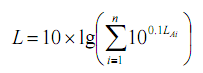 L = 10 × lg( ∑_{i=1}^{n} 10^{0.1L_{Ai}} )